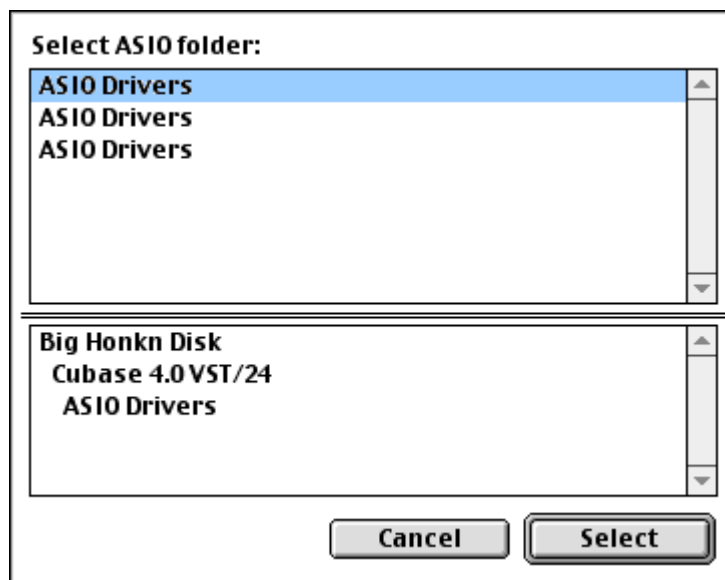 Select ASIO folder:
ASIO Drivers
ASIO Drivers
ASIO Drivers
Big Honkn Disk
Cubase 4.0 VST/24
ASIO Drivers
Cancel
Select